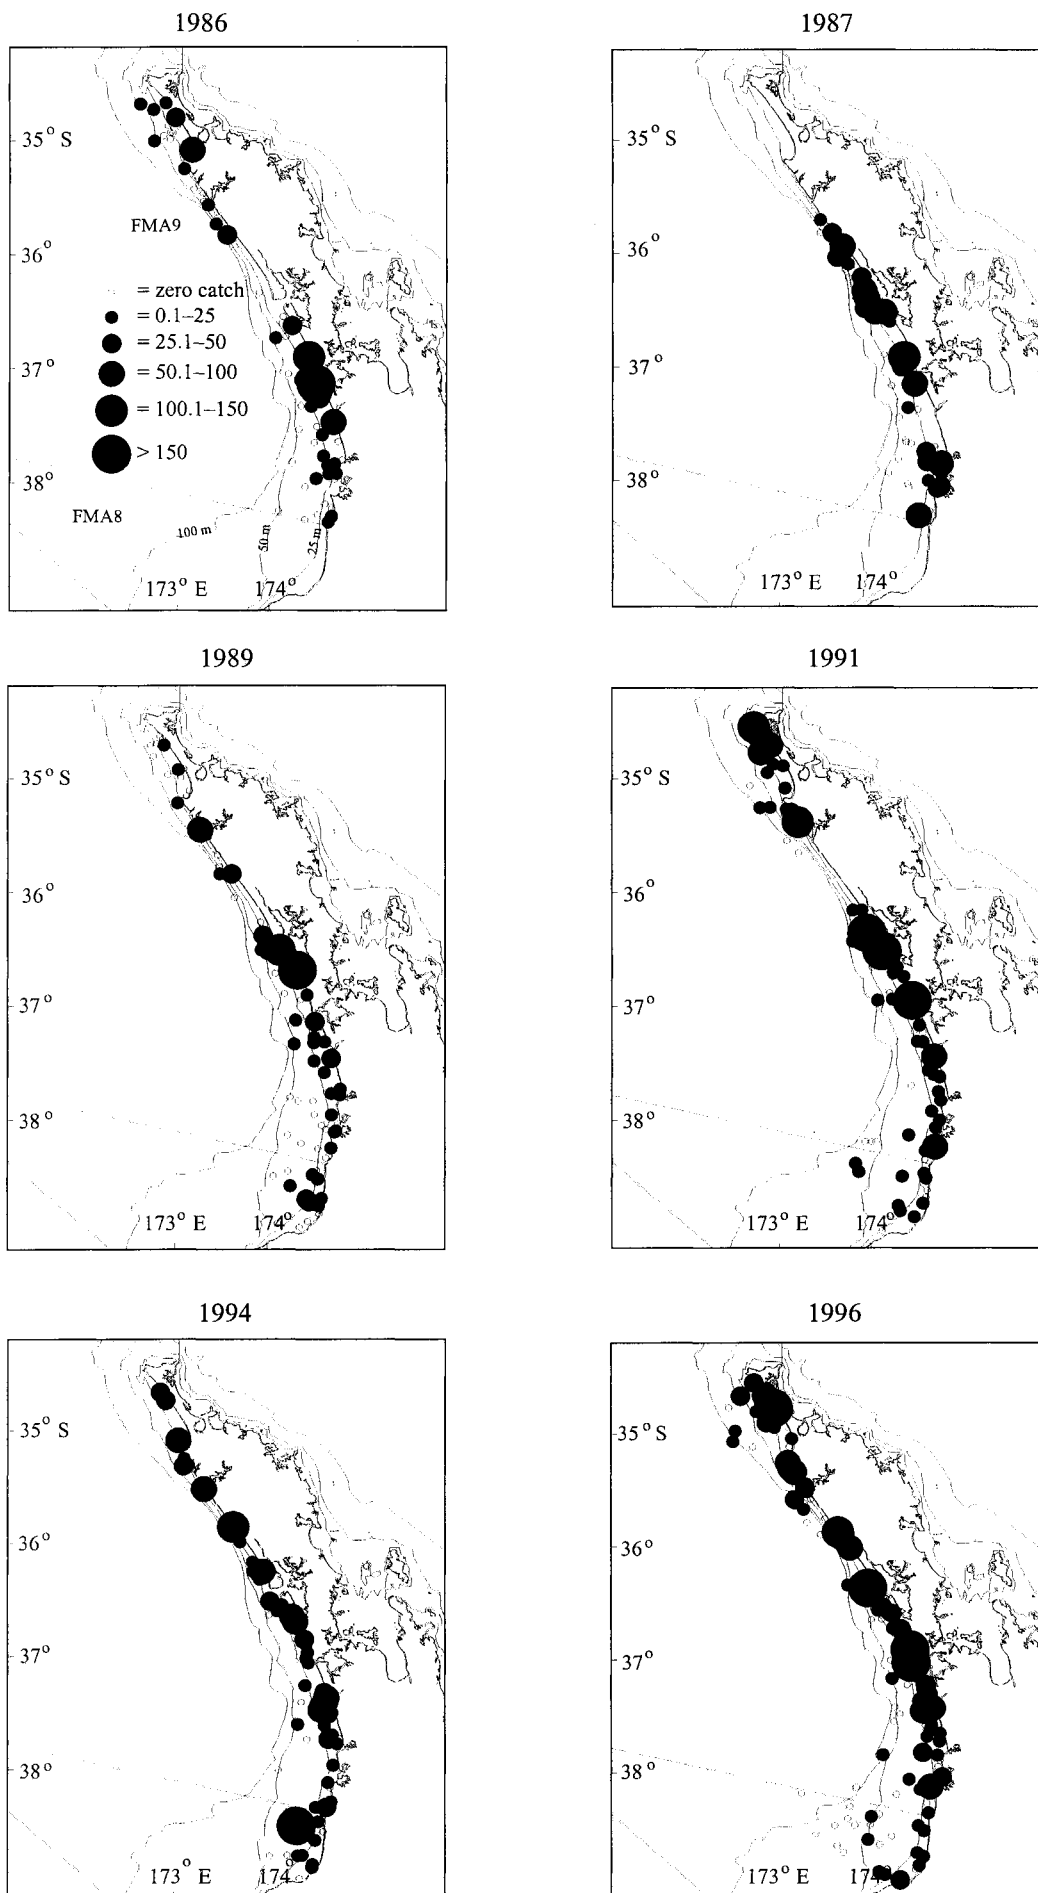 1986
35° S
FMA9
36°
= zero catch
= 0.1–25
= 25.1–50
37°
= 50.1–100
= 100.1–150
> 150
38°
FMA8
100 m
50 m
25 m
173° E 174°
1987
35° S
36°
37°
38°
173° E 174°
1989
35° S
36°
37°
38°
173° E 174°
1991
35° S
36°
37°
38°
173° E 174°
1994
35° S
36°
37°
38°
173° E 174°
1996
35° S
36°
37°
38°
173° E 174°